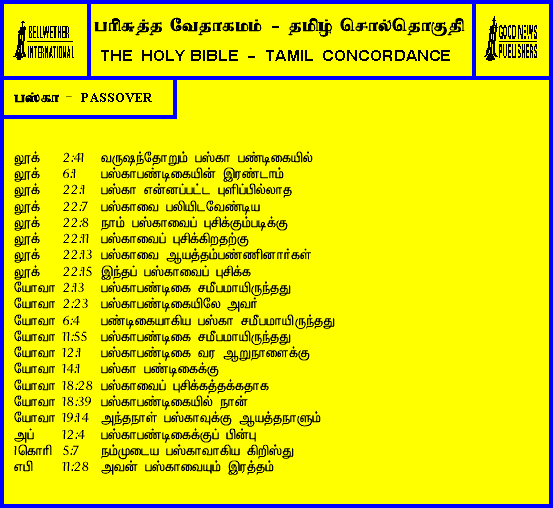 BELLWETHER
INTERNATIONAL
பரிசுத்த வேதாகமம் - தமிழ் சொல்தொகுதி
THE HOLY BIBLE - TAMIL CONCORDANCE
GOOD NEWS
PUBLISHERS
பஸ்கா - PASSOVER
லூக் 2:41 வருஷந்தோறும் பஸ்கா பண்டிகையில்
லூக் 6:1 பஸ்காபண்டிகையின் இரண்டாம்
லூக் 22:1 பஸ்கா என்னப்பட்ட புளிப்பில்லாத
லூக் 22:7 பஸ்காவை பலியிடவேண்டிய
லூக் 22:8 நாம் பஸ்காவைப் புசிக்கும்படிக்கு
லூக் 22:11 பஸ்காவைப் புசிக்கிறதற்கு
லூக் 22:13 பஸ்காவை ஆயத்தம்பண்ணினார்கள்
லூக் 22:15 இந்தப் பஸ்காவைப் புசிக்க
யோவா 2:13 பஸ்காபண்டிகை சமீபமாயிருந்தது
யோவா 2:23 பஸ்காபண்டிகையிலே அவர்
யோவா 6:4 பண்டிகையாகிய பஸ்கா சமீபமாயிருந்தது
யோவா 11:55 பஸ்காபண்டிகை சமீபமாயிருந்தது
யோவா 12:1 பஸ்காபண்டிகை வர ஆறுநாளைக்கு
யோவா 14:1 பஸ்கா பண்டிகைக்கு
யோவா 18:28 பஸ்காவைப் புசிக்கத்தக்கதாக
யோவா 18:39 பஸ்காபண்டிகையில் நான்
யோவா 19:14 அந்தநாள் பஸ்காவுக்கு ஆயத்தநாளும்
அப் 12:4 பஸ்காபண்டிகைக்குப் பின்பு
1கொரி 5:7 நம்முடைய பஸ்காவாகிய கிறிஸ்து
எபி 11:28 அவன் பஸ்காவையும் இரத்தம்